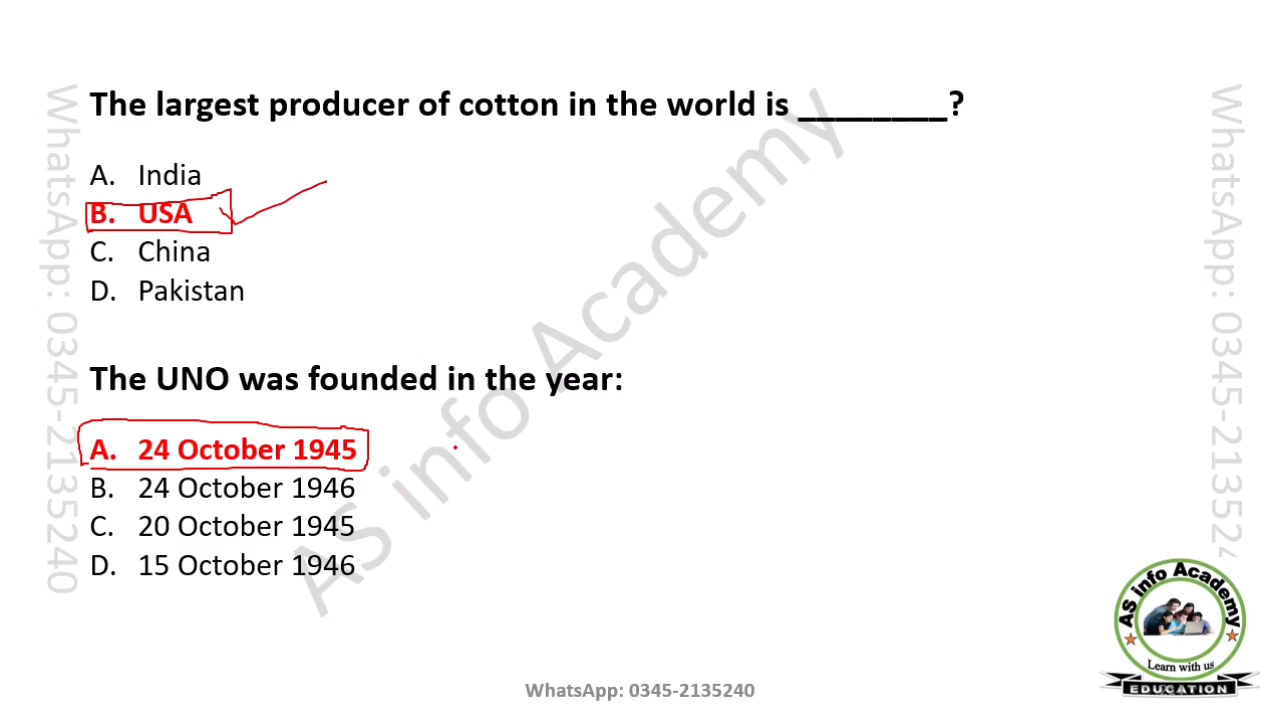 The largest producer of cotton in the world is ________?
A. India
B. USA
C. China
D. Pakistan
The UNO was founded in the year:
A. 24 October 1945
B. 24 October 1946
C. 20 October 1945
D. 15 October 1946
WhatsApp: 0345-2135240
WhatsApp: 0345-2135240
AS info Academy
WhatsApp: 0345-213524
AS info Academy
Learn with us
EDUCATION